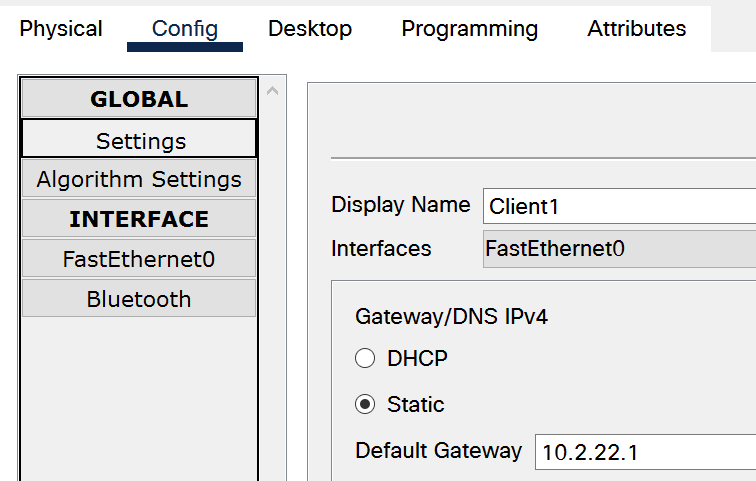 Physical Config Desktop Programming Attributes
GLOBAL
Settings
Algorithm Settings
INTERFACE
FastEthernet0
Bluetooth
Display Name Client1
Interfaces FastEthernet0
Gateway/DNS IPv4
DHCP
Static
Default Gateway 10.2.22.1